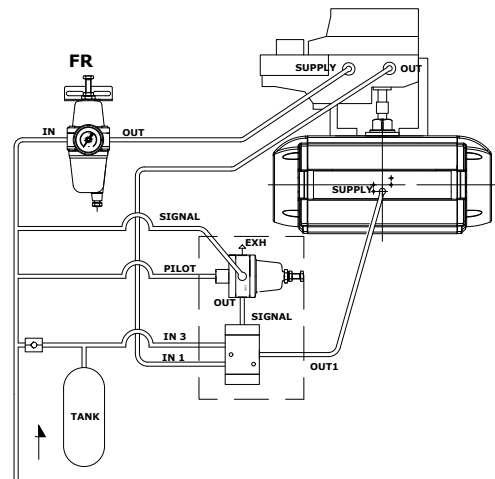 FR
SUPPLY
OUT
IN
OUT
SUPPLY
SIGNAL
EXH
PILOT
OUT
SIGNAL
IN 3
IN 1
OUT1
TANK